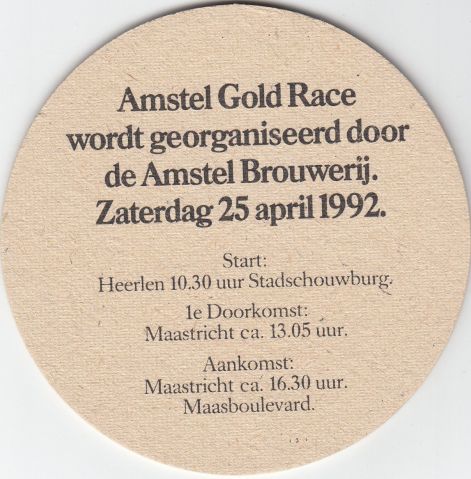 Amstel Gold Race
wordt georganiseerd door
de Amstel Brouwerij.
Zaterdag 25 april 1992.
Start:
Heerlen 10.30 uur Stadschouwburg.
1e Doorkomst:
Maastricht ca. 13.05 uur.
Aankomst:
Maastricht ca. 16.30 uur.
Maasboulevard.